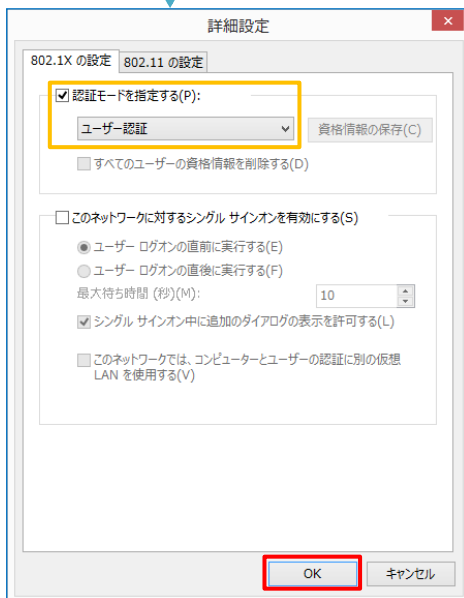 詳細設定
802.1X の設定 802.11 の設定
認証モードを指定する(P):
ユーザー認証 資格情報の保存(C)
すべてのユーザーの資格情報を削除する(D)
このネットワークに対するシングル サインオンを有効にする(S)
ユーザー ログオンの直前に実行する(E)
ユーザー ログオンの直後に実行する(F)
最大待ち時間 (秒)(M): 10
シングル サインオン中に追加のダイアログの表示を許可する(L)
このネットワークでは、コンピューターとユーザーの認証に別の仮想
LAN を使用する(V)
OK キャンセル